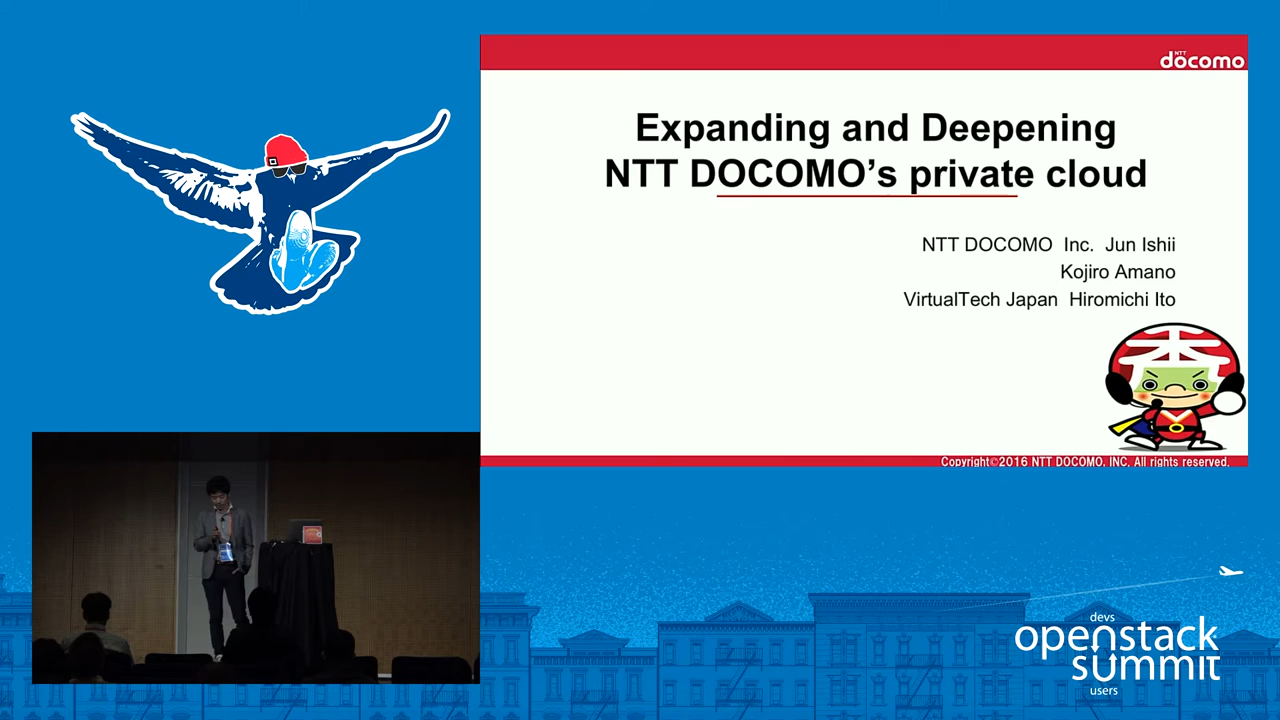 NTT
docomo
Expanding and Deepening
NTT DOCOMO's private cloud
NTT DOCOMO Inc. Jun Ishii
Kojiro Amano
VirtualTech Japan Hiromichi Ito
Copyright©2016 NTT DOCOMO, INC. All rights reserved.
devs
openstack
summit
users